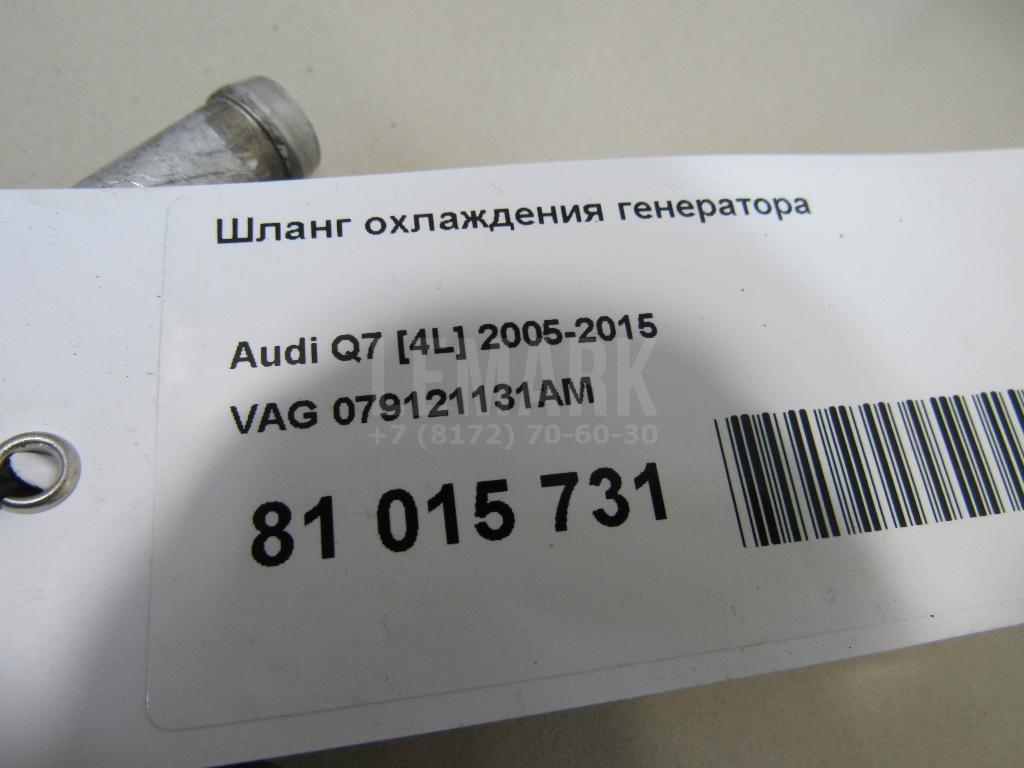 Шланг охлаждения генератора
Audi Q7 [4L] 2005-2015
LEMARK
VAG 079121131AM
+7 (8172) 70-60-30
81 015 731